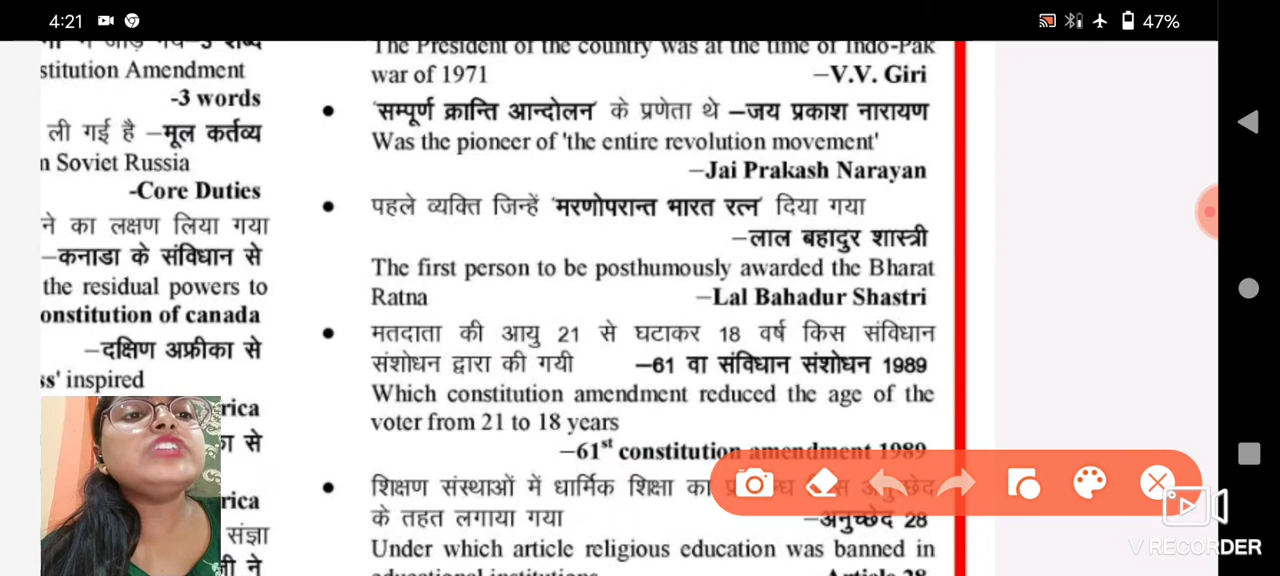 4:21
47%
stitution Amendment
-3 words
ली गई है –मूल कर्तव्य
n Soviet Russia
-Core Duties
ने का लक्षण लिया गया
–कनाडा के संविधान से
the residual powers to
onstitution of canada
–दक्षिण अफ्रीका से
ss' inspired
rica
ा से
rica
संज्ञा
ी ने
The President of the country was at the time of Indo-Pak
war of 1971 –V.V. Giri
• 'सम्पूर्ण क्रान्ति आन्दोलन' के प्रणेता थे –जय प्रकाश नारायण
Was the pioneer of 'the entire revolution movement'
–Jai Prakash Narayan
• पहले व्यक्ति जिन्हें 'मरणोपरान्त भारत रत्न' दिया गया
–लाल बहादुर शास्त्री
The first person to be posthumously awarded the Bharat
Ratna –Lal Bahadur Shastri
• मतदाता की आयु 21 से घटाकर 18 वर्ष किस संविधान
संशोधन द्वारा की गयी –61 वा संविधान संशोधन 1989
Which constitution amendment reduced the age of the
voter from 21 to 18 years
–61st constitution amendment 1989
• शिक्षण संस्थाओं में धार्मिक शिक्षा का अनुच्छेद
के तहत लगाया गया –अनुच्छेद 28
Under which article religious education was banned in
educational institutions Article 28
V RECORDER